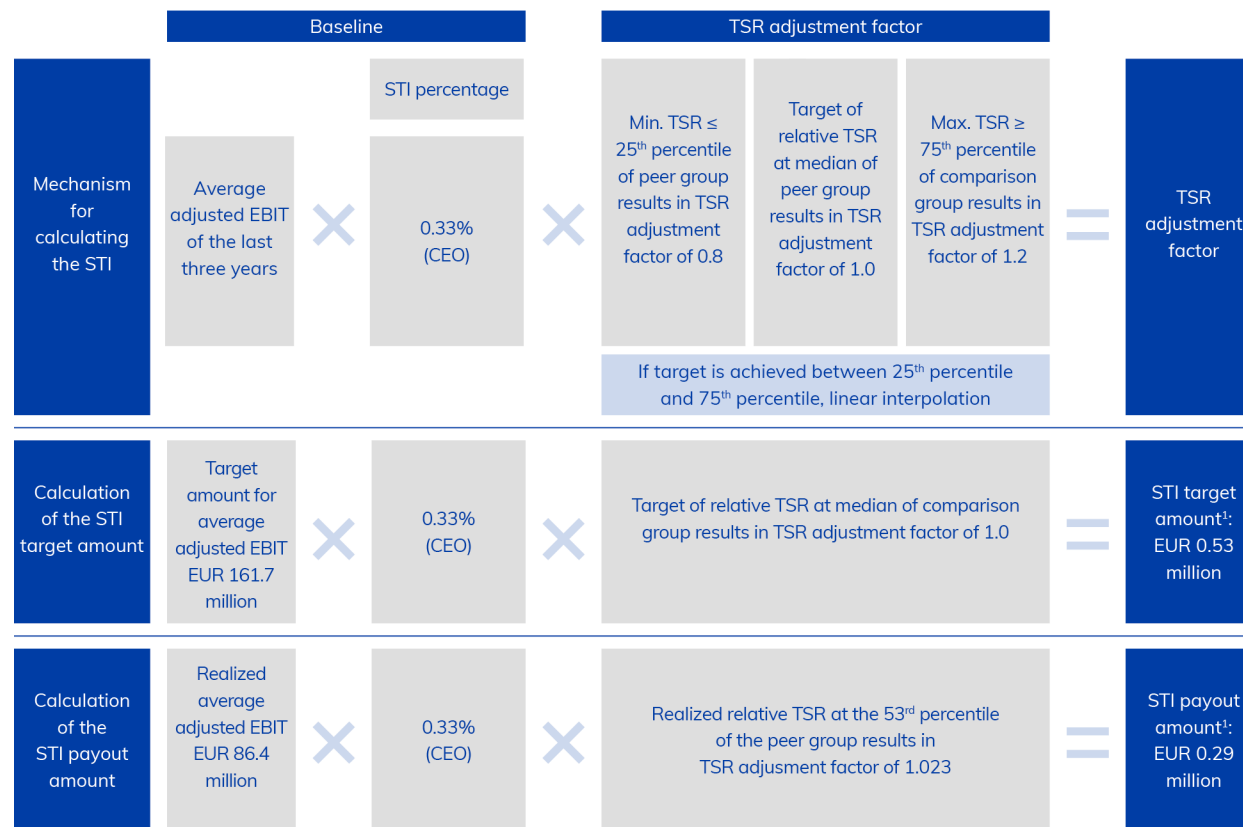 Baseline
TSR adjustment factor
Mechanism
for
calculating
the STI
Average
adjusted EBIT
of the last
three years
STI percentage
0.33%
(CEO)
Min. TSR ≤
25th percentile
of peer group
results in TSR
adjustment
factor of 0.8
Target of
relative TSR
at median of
peer group
results in TSR
adjustment
factor of 1.0
Max. TSR ≥
75th percentile
of comparison
group results in
TSR adjustment
factor of 1.2
If target is achieved between 25th percentile
and 75th percentile, linear interpolation
TSR
adjustment
factor
Calculation
of the STI
target amount
Target
amount for
average
adjusted EBIT
EUR 161.7
million
0.33%
(CEO)
Target of relative TSR at median of comparison
group results in TSR adjustment factor of 1.0
STI target
amount¹:
EUR 0.53
million
Calculation
of the
STI payout
amount
Realized
average
adjusted EBIT
EUR 86.4
million
0.33%
(CEO)
Realized relative TSR at the 53rd percentile
of the peer group results in
TSR adjusment factor of 1.023
STI payout
amount¹:
EUR 0.29
million